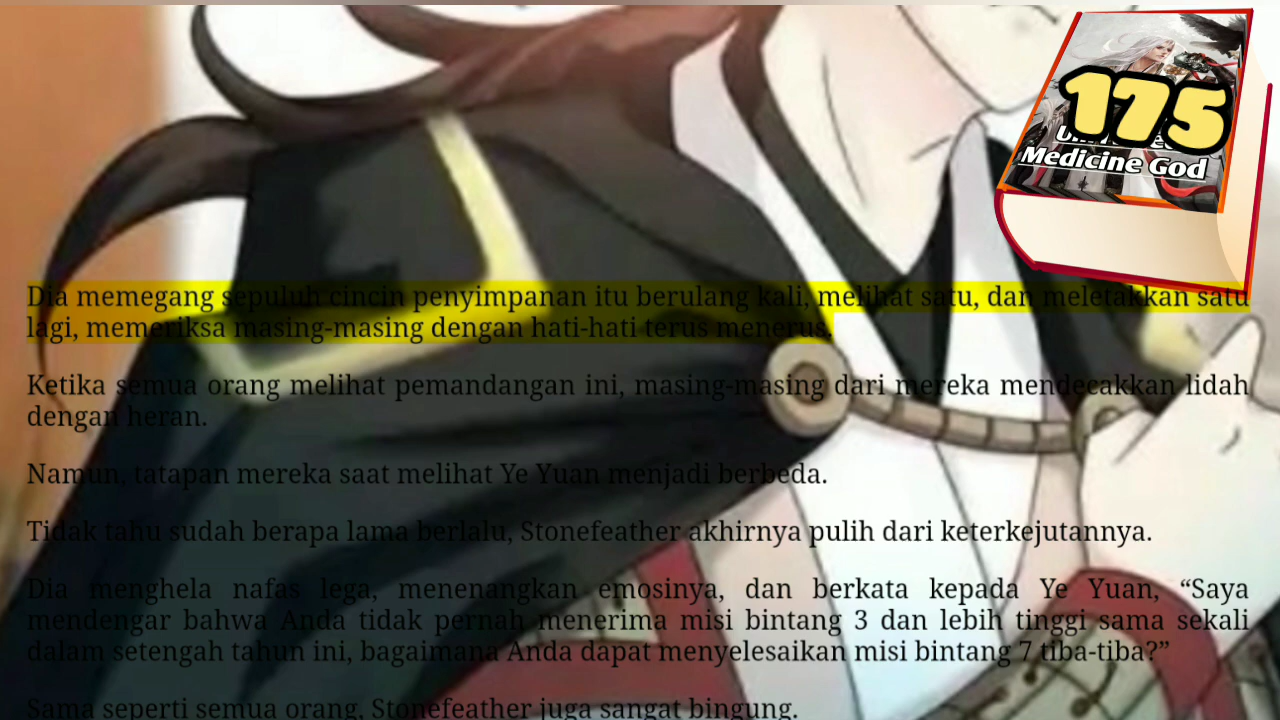 175
Medicine God
Dia memegang sepuluh cincin penyimpanan itu berulang kali, melihat satu, dan meletakkan satu
lagi, memeriksa masing-masing dengan hati-hati terus menerus.
Ketika semua orang melihat pemandangan ini, masing-masing dari mereka mendecakkan lidah
dengan heran.
Namun, tatapan mereka saat melihat Ye Yuan menjadi berbeda.
Tidak tahu sudah berapa lama berlalu, Stonefeather akhirnya pulih dari keterkejutannya.
Dia menghela nafas lega, menenangkan emosinya, dan berkata kepada Ye Yuan, “Saya
mendengar bahwa Anda tidak pernah menerima misi bintang 3 dan lebih tinggi sama sekali
dalam setengah tahun ini, bagaimana Anda dapat menyelesaikan misi bintang 7 tiba-tiba?”
Sama seperti semua orang, Stonefeather juga sangat bingung.